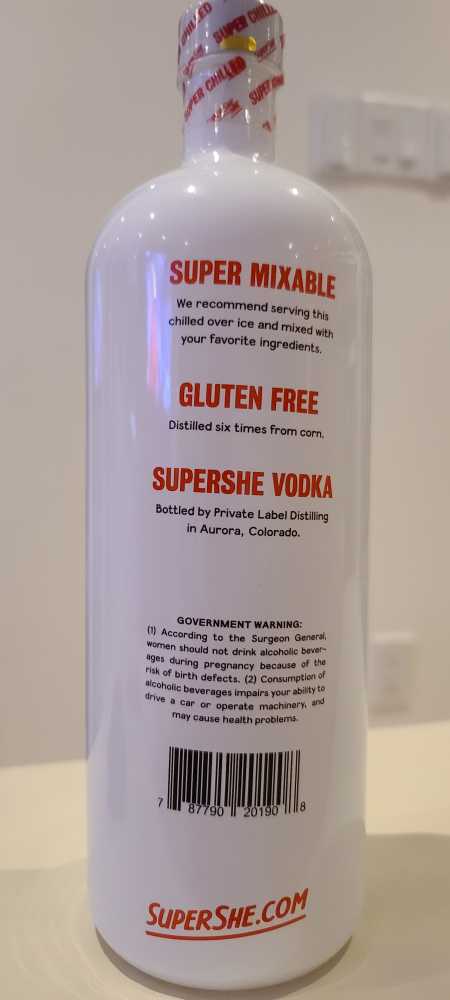 SUPER CHILLED
SUPER CHILLED
SUPER
SUPER MIXABLE
We recommend serving this
chilled over ice and mixed with
your favorite ingredients.
GLUTEN FREE
Distilled six times from corn.
SUPERSHE VODKA
Bottled by Private Label Distilling
in Aurora, Colorado.
GOVERNMENT WARNING:
(1) According to the Surgeon General,
women should not drink alcoholic bever-
ages during pregnancy because of the
risk of birth defects. (2) Consumption of
alcoholic beverages impairs your ability to
drive a car or operate machinery, and
may cause health problems.
7 87790 20190 8
SUPERSHE.COM